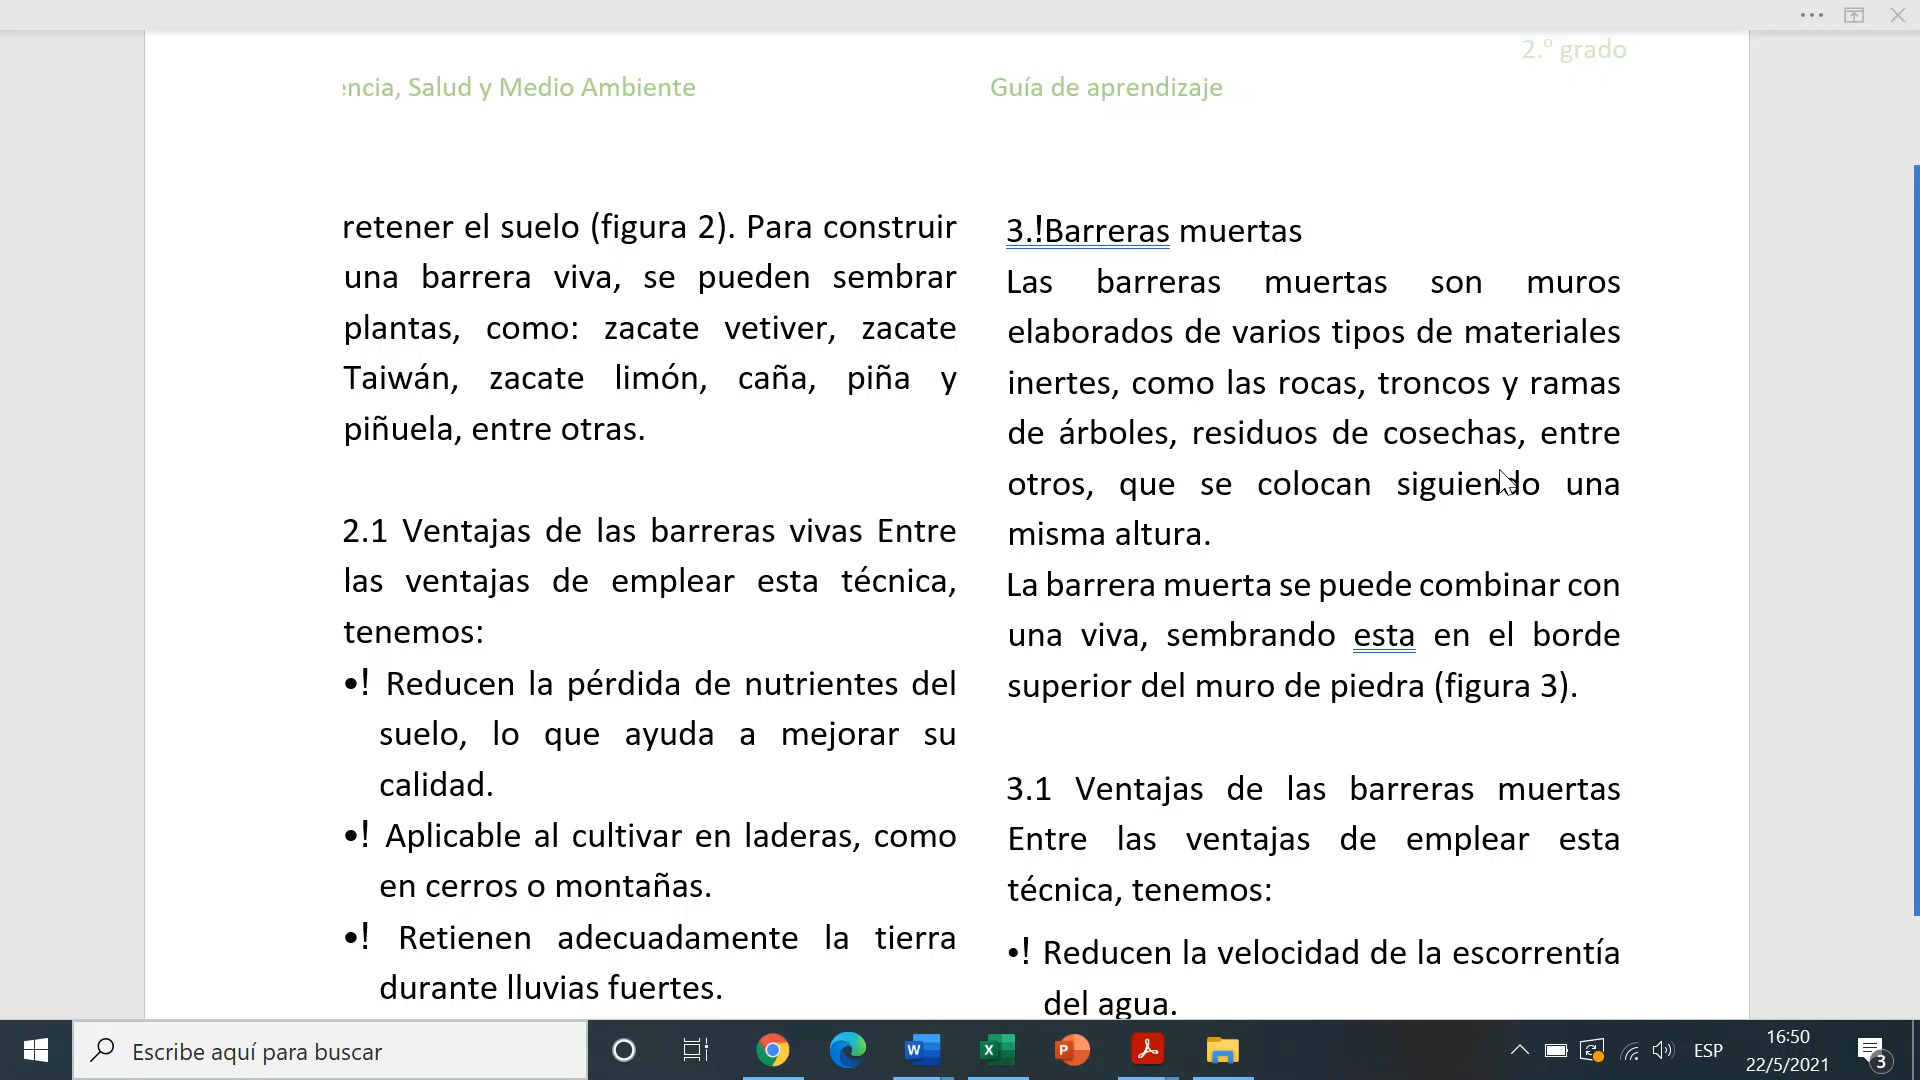 2.º grado
encia, Salud y Medio Ambiente
Guía de aprendizaje
retener el suelo (figura 2). Para construir
una barrera viva, se pueden sembrar
plantas, como: zacate vetiver, zacate
Taiwán, zacate limón, caña, piña y
piñuela, entre otras.
2.1 Ventajas de las barreras vivas Entre
las ventajas de emplear esta técnica,
tenemos:
•! Reducen la pérdida de nutrientes del
suelo, lo que ayuda a mejorar su
calidad.
•! Aplicable al cultivar en laderas, como
en cerros o montañas.
•! Retienen adecuadamente la tierra
durante lluvias fuertes.
3.!Barreras muertas
Las barreras muertas son muros
elaborados de varios tipos de materiales
inertes, como las rocas, troncos y ramas
de árboles, residuos de cosechas, entre
otros, que se colocan siguiendo una
misma altura.
La barrera muerta se puede combinar con
una viva, sembrando esta en el borde
superior del muro de piedra (figura 3).
3.1 Ventajas de las barreras muertas
Entre las ventajas de emplear esta
técnica, tenemos:
•! Reducen la velocidad de la escorrentía
del agua.
Escribe aquí para buscar
ESP
16:50
22/5/2021
3